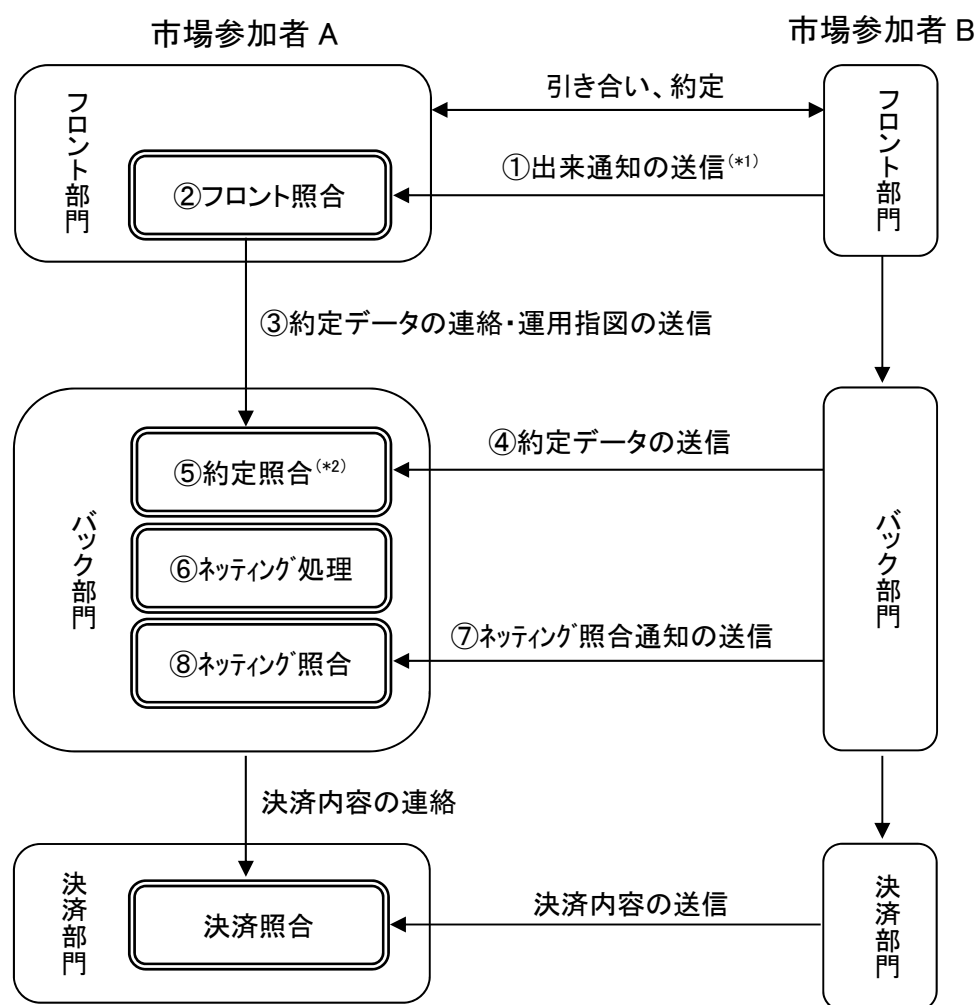 市場参加者 A
市場参加者 B
フロント部門
引き合い、約定
フロント部門
①出来通知の送信(*1)
②フロント照合
③約定データの連絡・運用指図の送信
バック部門
④約定データの送信
⑤約定照合(*2)
バック部門
⑥ネッティング処理
⑦ネッティング照合通知の送信
⑧ネッティング照合
決済内容の連絡
決済部門
決済内容の送信
決済照合
決済部門